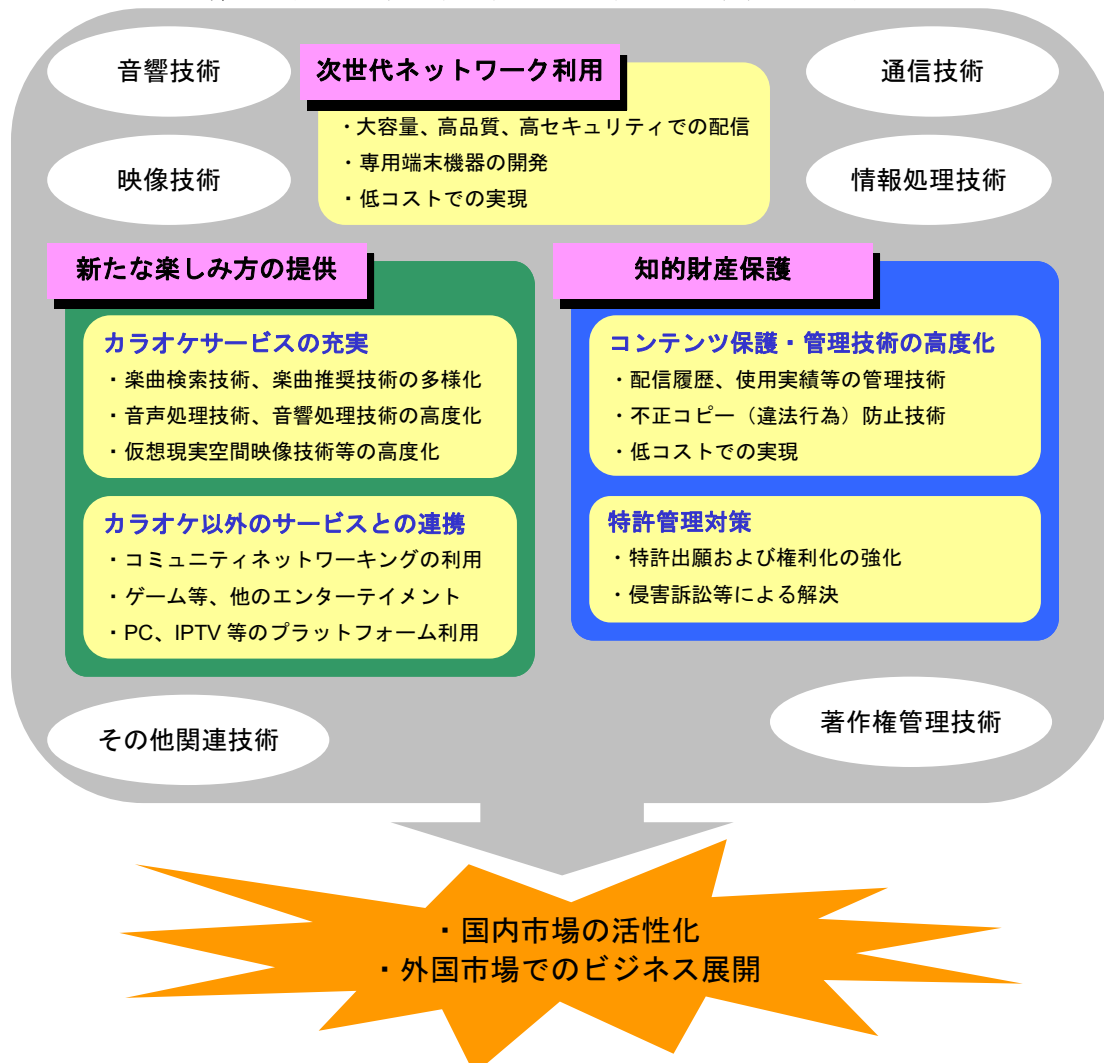 音響技術
次世代ネットワーク利用
通信技術
・大容量、高品質、高セキュリティでの配信
・専用端末機器の開発
・低コストでの実現
映像技術
情報処理技術
新たな楽しみ方の提供
カラオケサービスの充実
・楽曲検索技術、楽曲推奨技術の多様化
・音声処理技術、音響処理技術の高度化
・仮想現実空間映像技術等の高度化
カラオケ以外のサービスとの連携
・コミュニティネットワーキングの利用
・ゲーム等、他のエンターテイメント
・PC、IPTV 等のプラットフォーム利用
知的財産保護
コンテンツ保護・管理技術の高度化
・配信履歴、使用実績等の管理技術
・不正コピー（違法行為）防止技術
・低コストでの実現
特許管理対策
・特許出願および権利化の強化
・侵害訴訟等による解決
その他関連技術
著作権管理技術
・国内市場の活性化
・外国市場でのビジネス展開